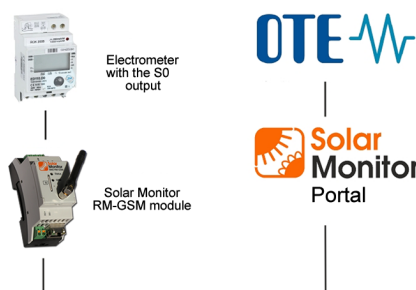 Electrometer
with the S0
output
OTE
Solar
Monitor
Portal
Solar Monitor
RM-GSM module